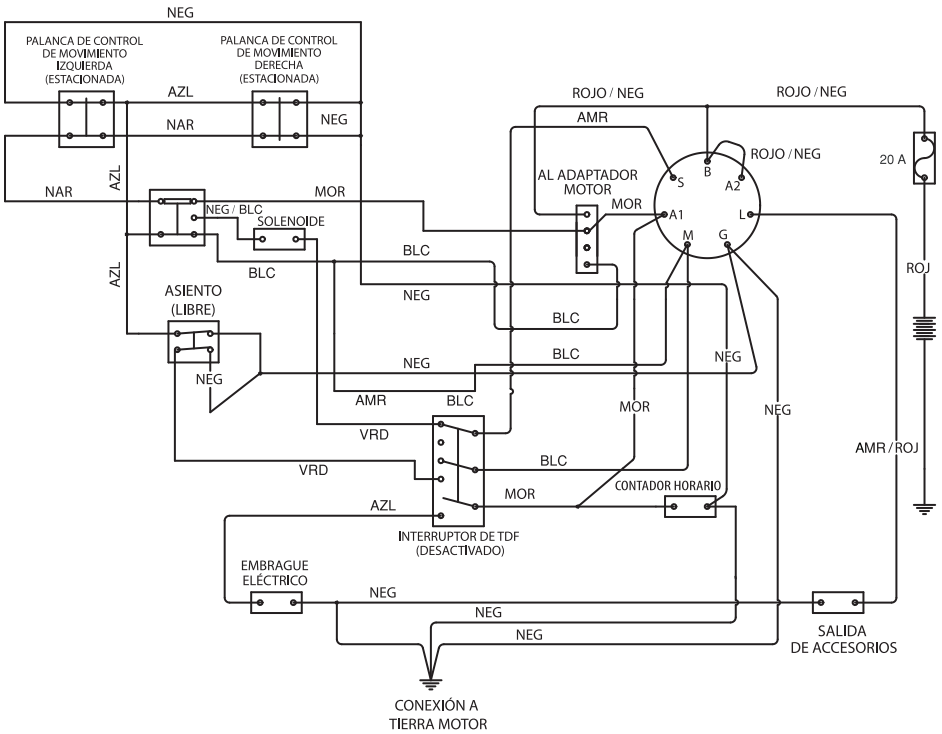 NEG
PALANCA DE CONTROL
DE MOVIMIENTO
IZQUIERDA
(ESTACIONADA)
PALANCA DE CONTROL
DE MOVIMIENTO
DERECHA
(ESTACIONADA)
AZL
NAR
NEG
ROJO / NEG
ROJO / NEG
AMR
ROJO / NEG
20 A
AL ADAPTADOR
MOTOR
B
S
A2
A1
L
M
G
NAR
AZL
MOR
MOR
NEG / BLC
SOLENOIDE
BLC
BLC
AZL
NEG
ROJ
ASIENTO
(LIBRE)
BLC
BLC
NEG
NEG
NEG
AMR
BLC
MOR
NEG
VRD
VRD
BLC
AMR / ROJ
AZL
MOR
CONTADOR HORARIO
INTERRUPTOR DE TDF
(DESACTIVADO)
EMBRAGUE
ELÉCTRICO
NEG
NEG
NEG
SALIDA
DE ACCESORIOS
CONEXIÓN A
TIERRA MOTOR